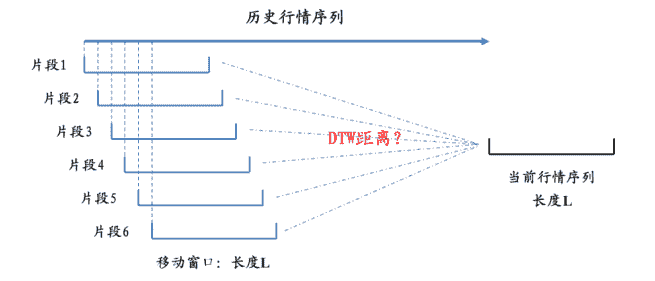 历史行情序列
片段1
片段2
片段3
DTW距离?
片段4
当前行情序列
长度L
片段5
片段6
移动窗口:长度L